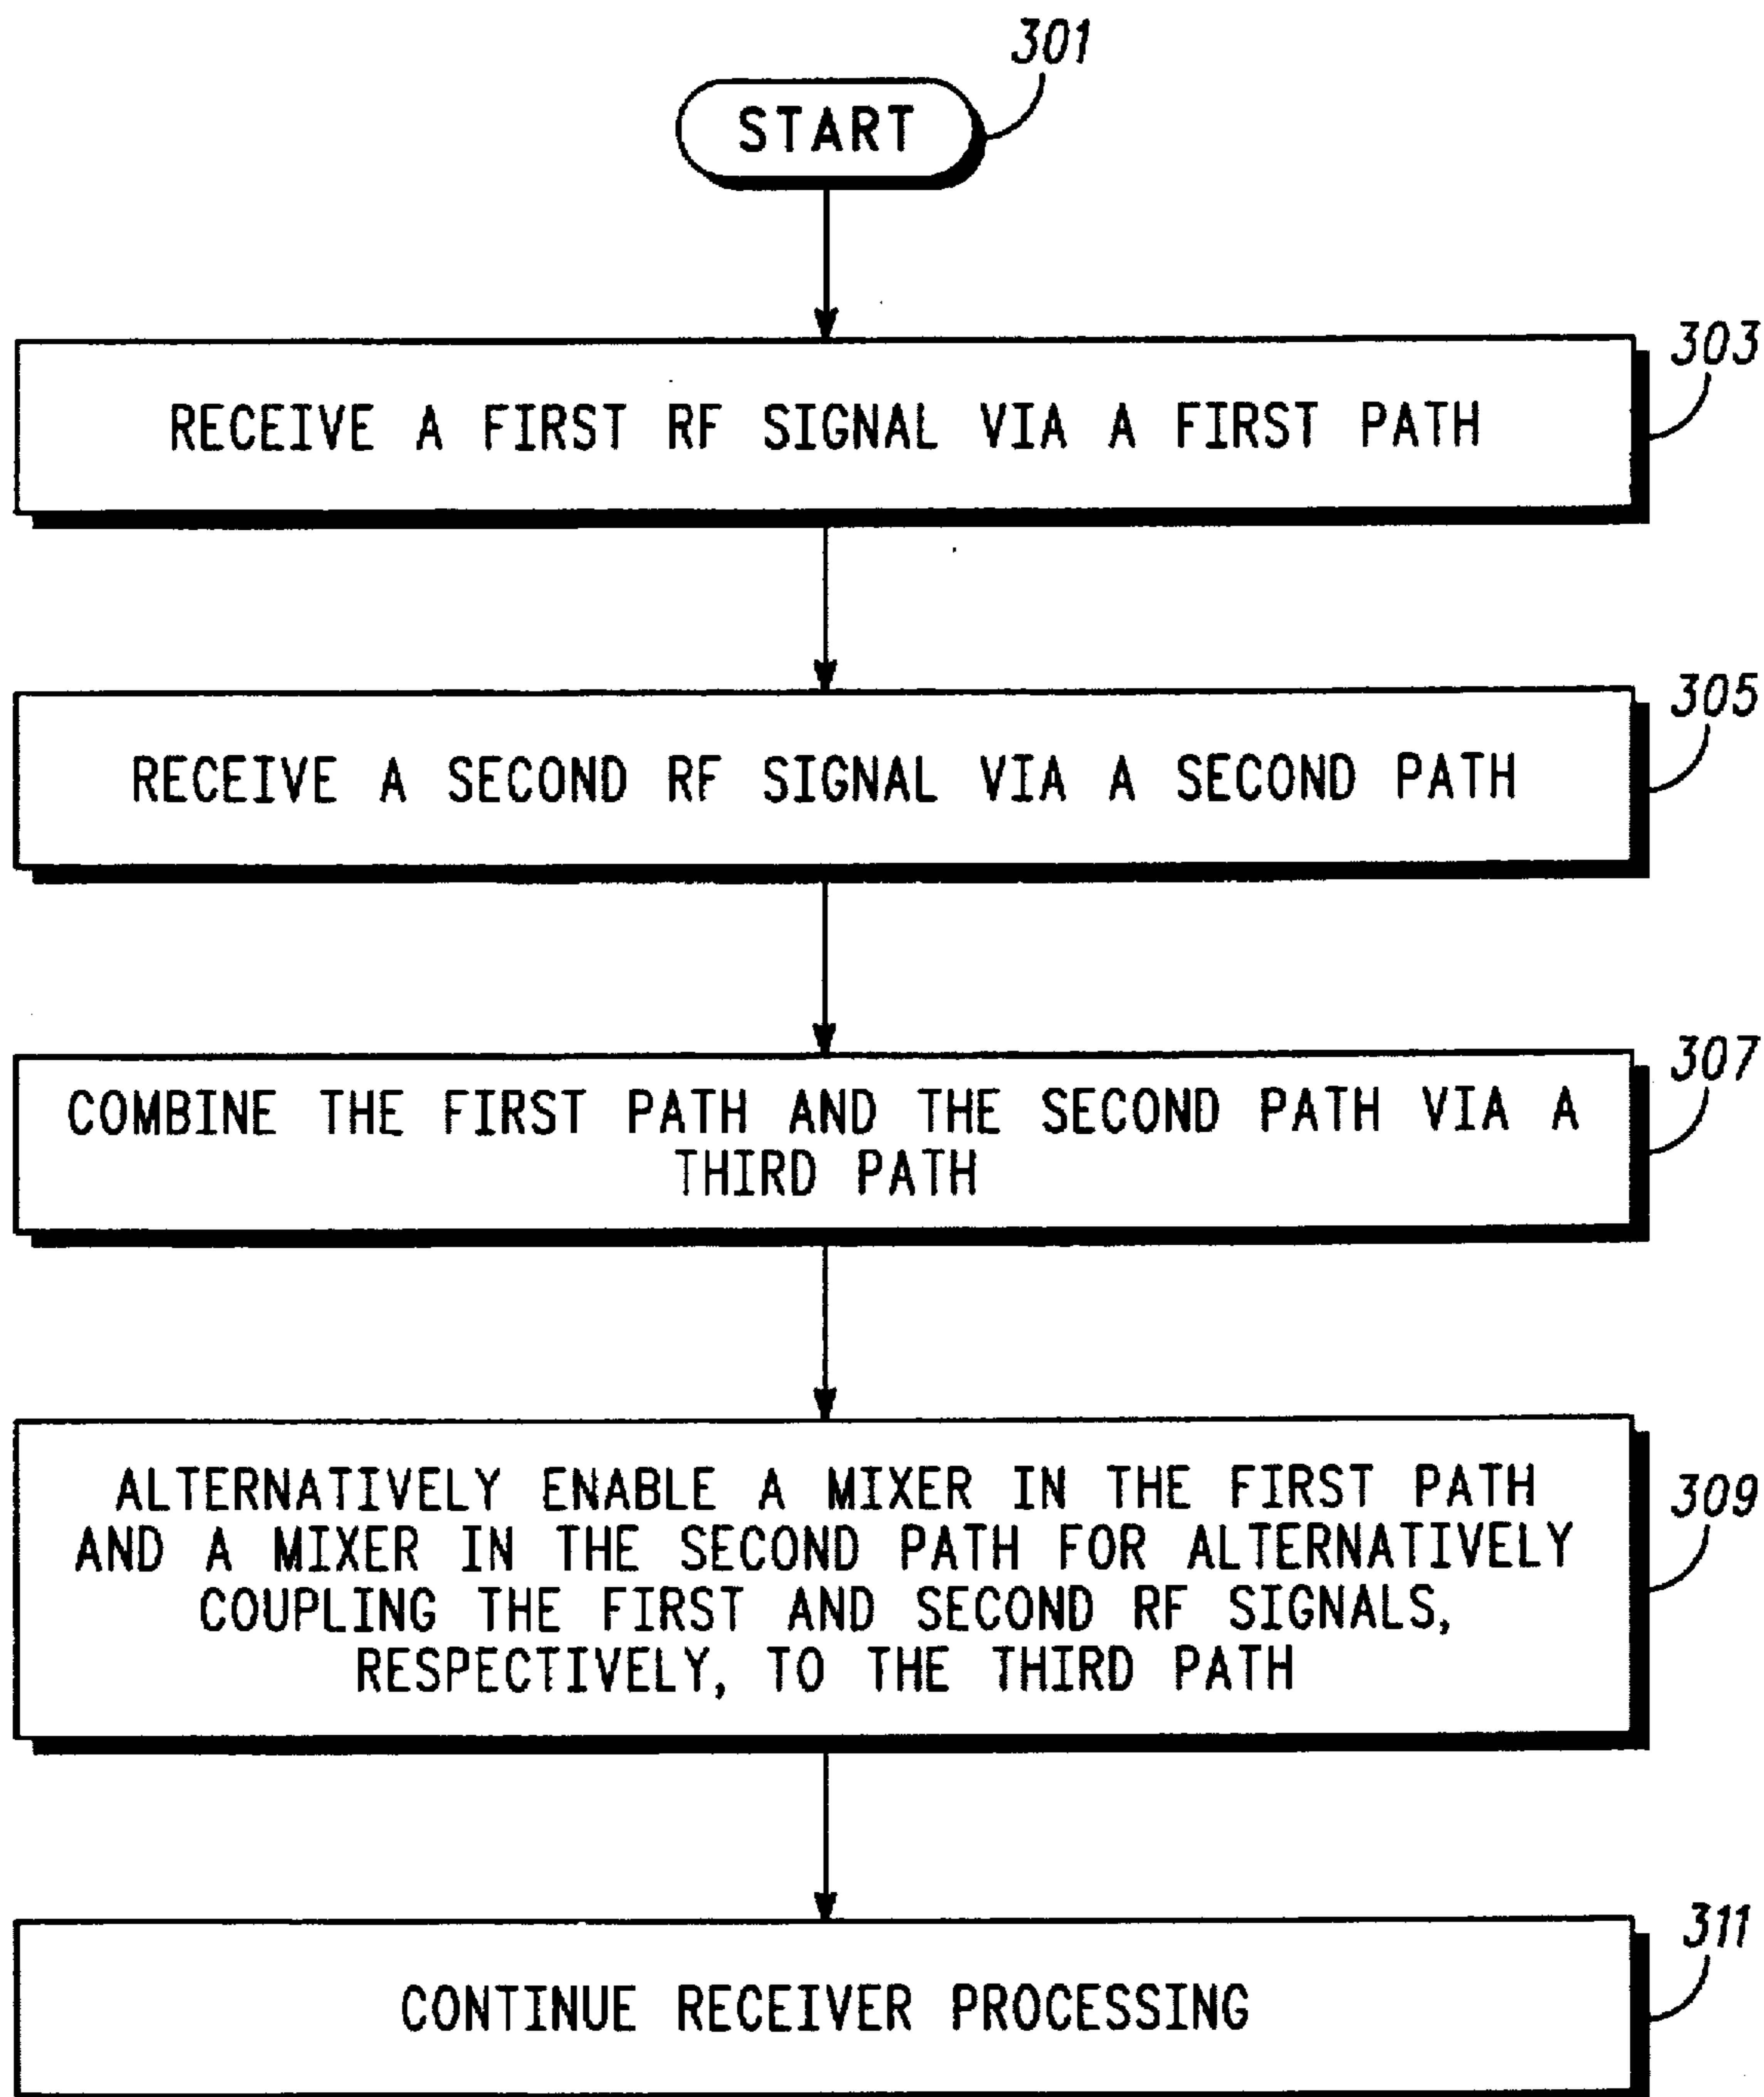 301
START
303
RECEIVE A FIRST RF SIGNAL VIA A FIRST PATH
305
RECEIVE A SECOND RF SIGNAL VIA A SECOND PATH
307
COMBINE THE FIRST PATH AND THE SECOND PATH VIA A
THIRD PATH
309
ALTERNATIVELY ENABLE A MIXER IN THE FIRST PATH
AND A MIXER IN THE SECOND PATH FOR ALTERNATIVELY
COUPLING THE FIRST AND SECOND RF SIGNALS,
RESPECTIVELY, TO THE THIRD PATH
311
CONTINUE RECEIVER PROCESSING